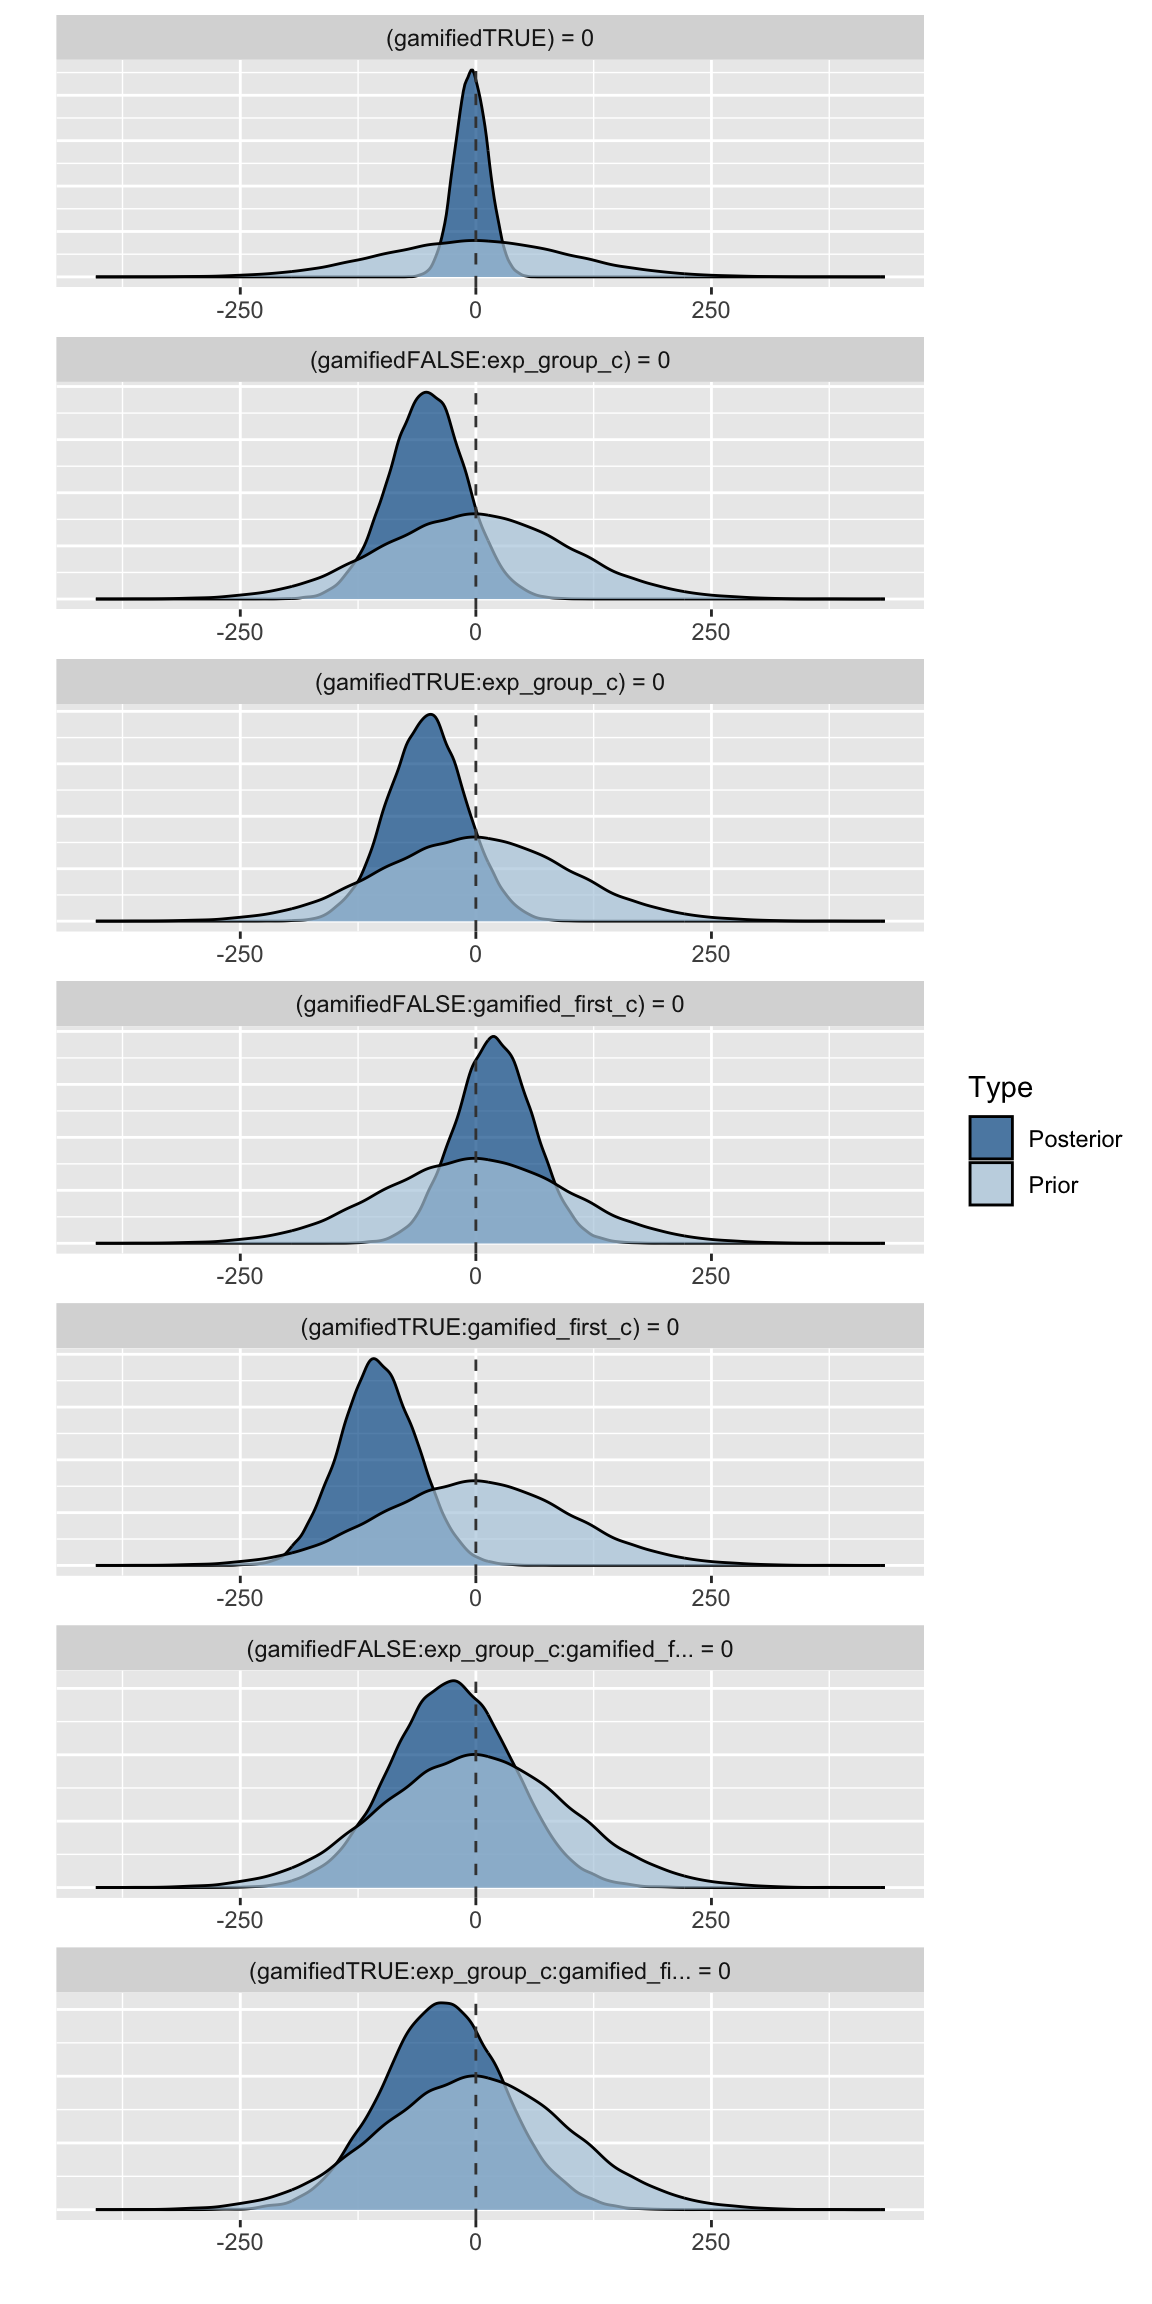 (gamifiedTRUE) = 0
-250 0 250
(gamifiedFALSE:exp_group_c) = 0
-250 0 250
(gamifiedTRUE:exp_group_c) = 0
-250 0 250
(gamifiedFALSE:gamified_first_c) = 0
-250 0 250
Type
Posterior
Prior
(gamifiedTRUE:gamified_first_c) = 0
-250 0 250
(gamifiedFALSE:exp_group_c:gamified_f... = 0
-250 0 250
(gamifiedTRUE:exp_group_c:gamified_fi... = 0
-250 0 250